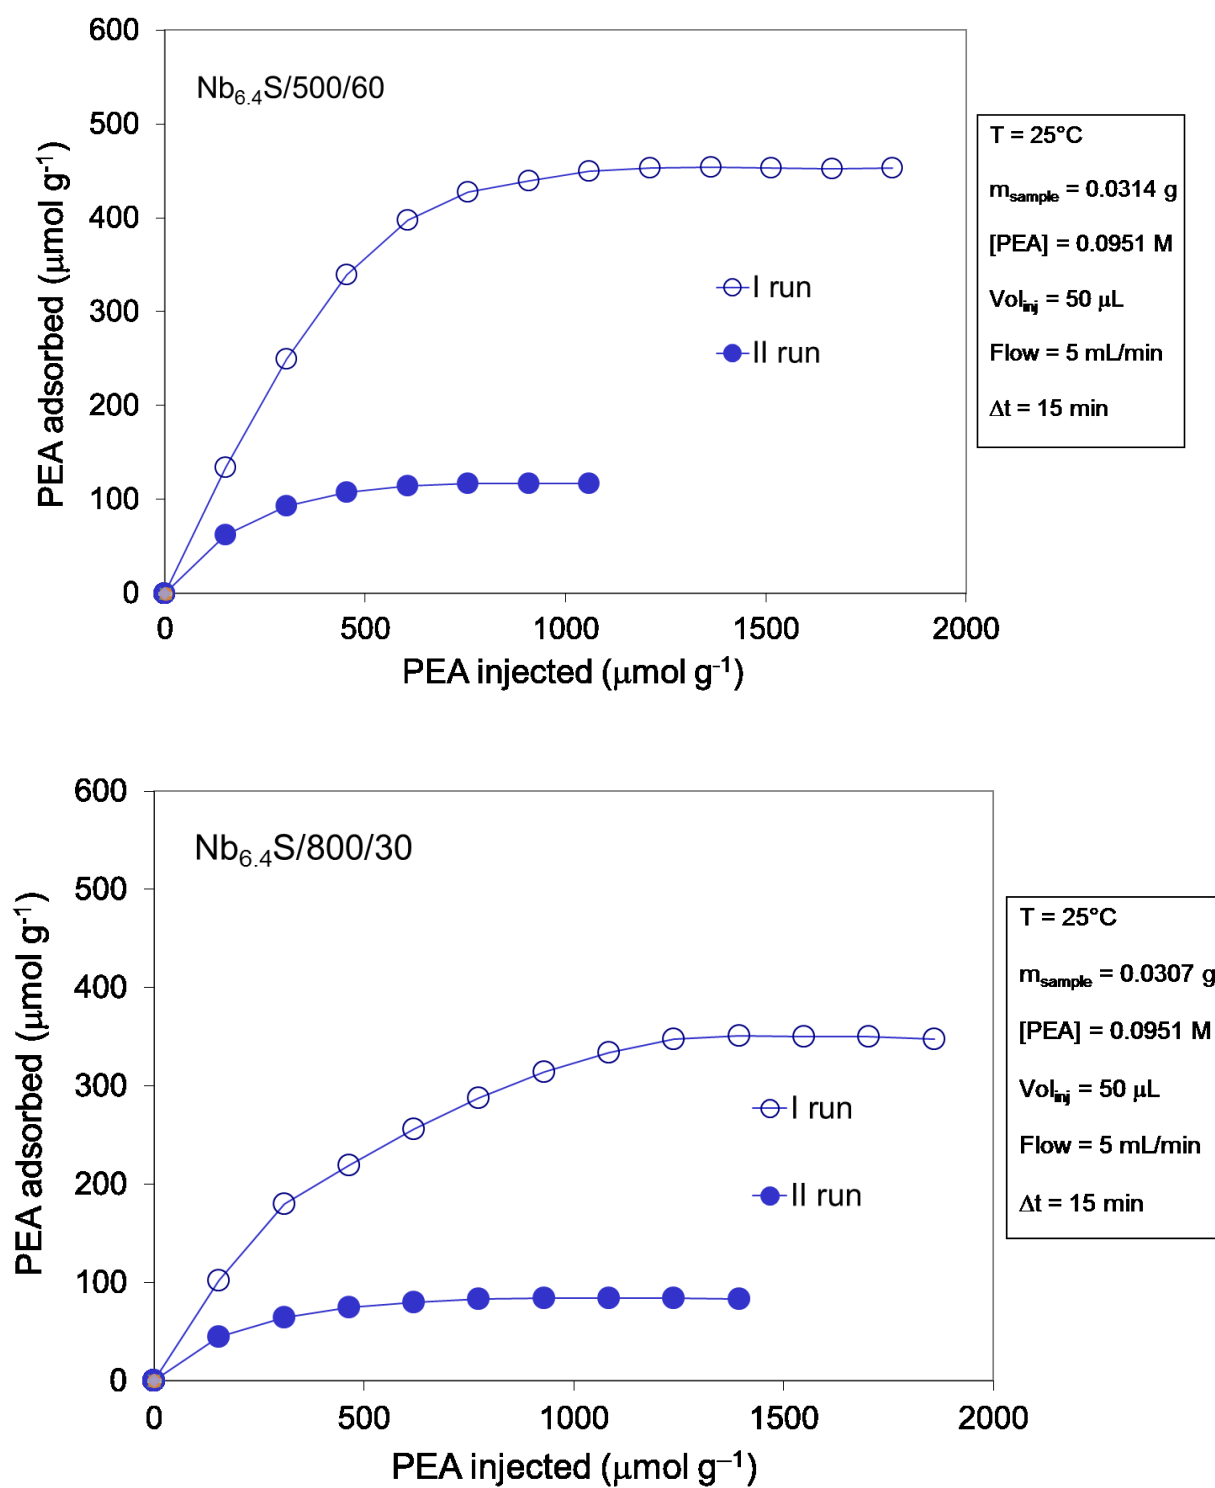 600
500
400
300
200
100
0
PEA adsorbed (μmol g⁻¹)
Nb₆.₄S/500/60
I run
II run
0 500 1000 1500 2000
PEA injected (μmol g⁻¹)
T = 25°C
m_sample = 0.0314 g
[PEA] = 0.0951 M
Vol_inj = 50 μL
Flow = 5 mL/min
Δt = 15 min
600
500
400
300
200
100
0
PEA adsorbed (μmol g⁻¹)
Nb₆.₄S/800/30
I run
II run
0 500 1000 1500 2000
PEA injected (μmol g⁻¹)
T = 25°C
m_sample = 0.0307 g
[PEA] = 0.0951 M
Vol_inj = 50 μL
Flow = 5 mL/min
Δt = 15 min